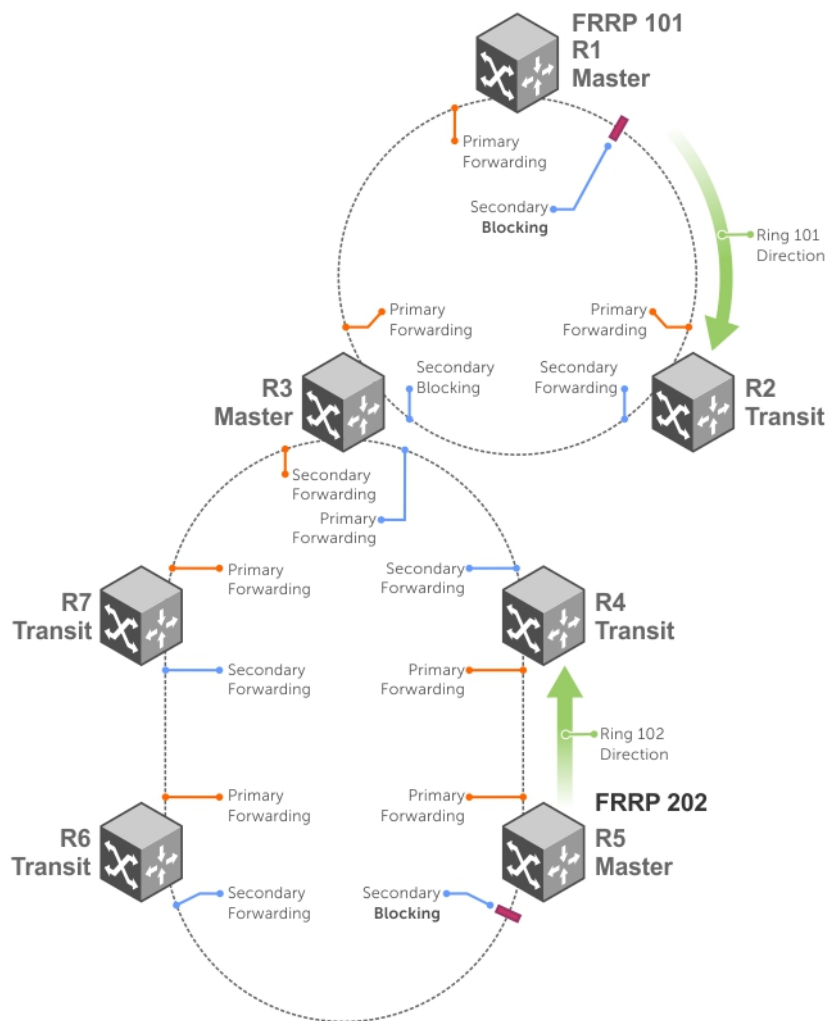 FRRP 101
R1
Master
Primary
Forwarding
Secondary
Blocking
Ring 101
Direction
Primary
Forwarding
Primary
Forwarding
R3
Master
Secondary
Blocking
Secondary
Forwarding
R2
Transit
Secondary
Forwarding
Primary
Forwarding
R7
Transit
Primary
Forwarding
Secondary
Forwarding
R4
Transit
Secondary
Forwarding
Primary
Forwarding
Ring 102
Direction
FRRP 202
R6
Transit
Primary
Forwarding
Primary
Forwarding
R5
Master
Secondary
Forwarding
Secondary
Blocking